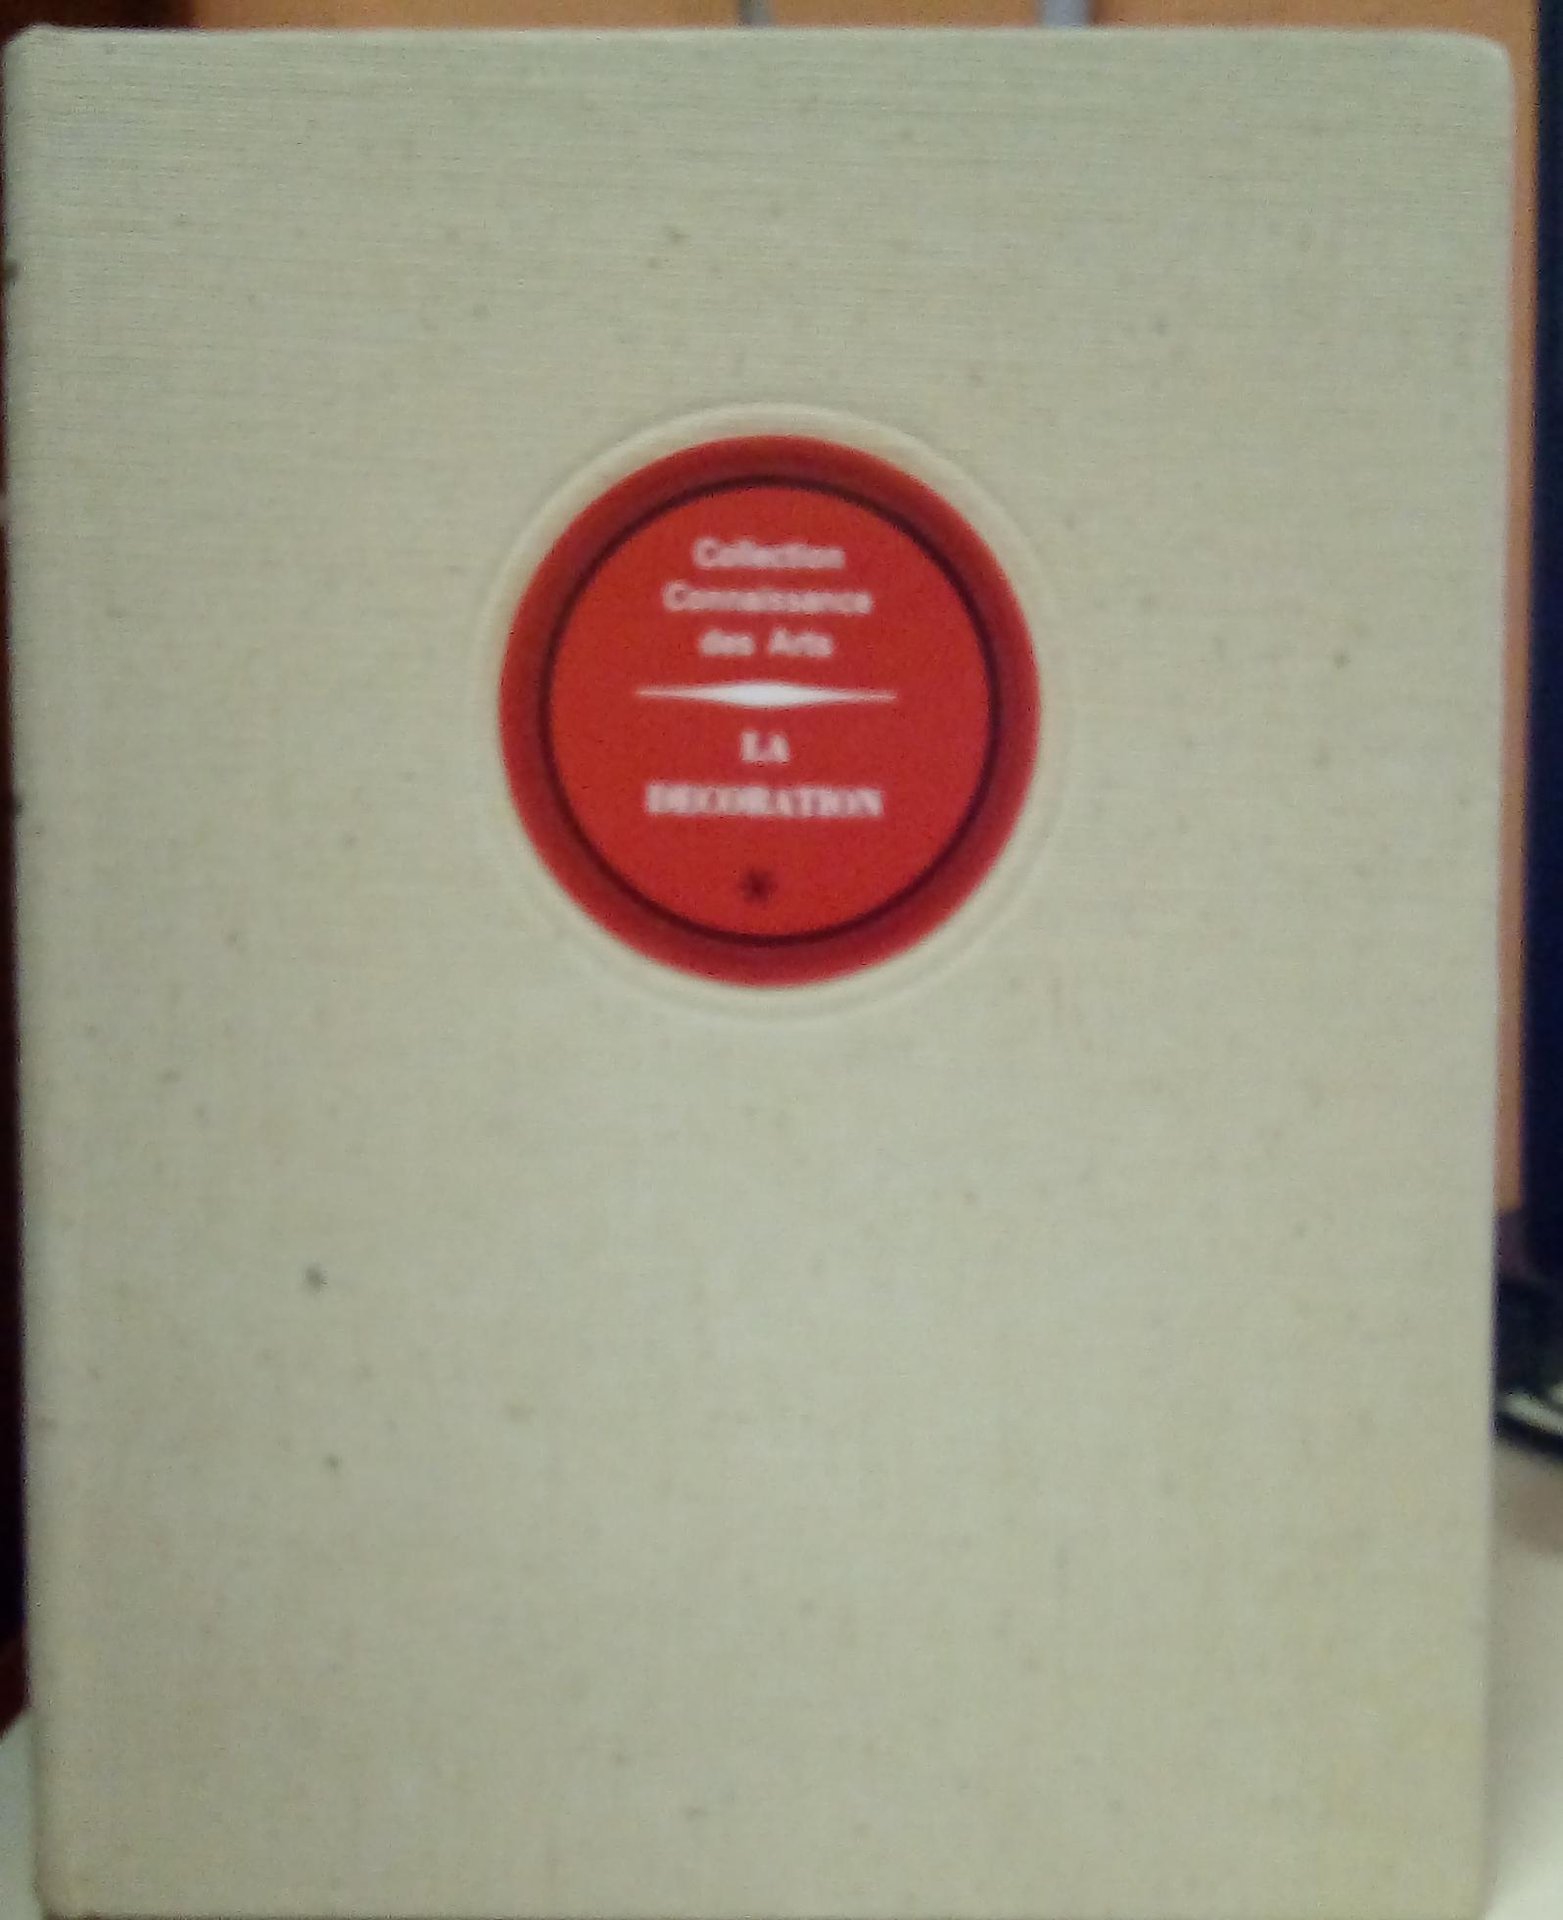 Collection
Connaissance
des Arts
LA
DECORATION
*